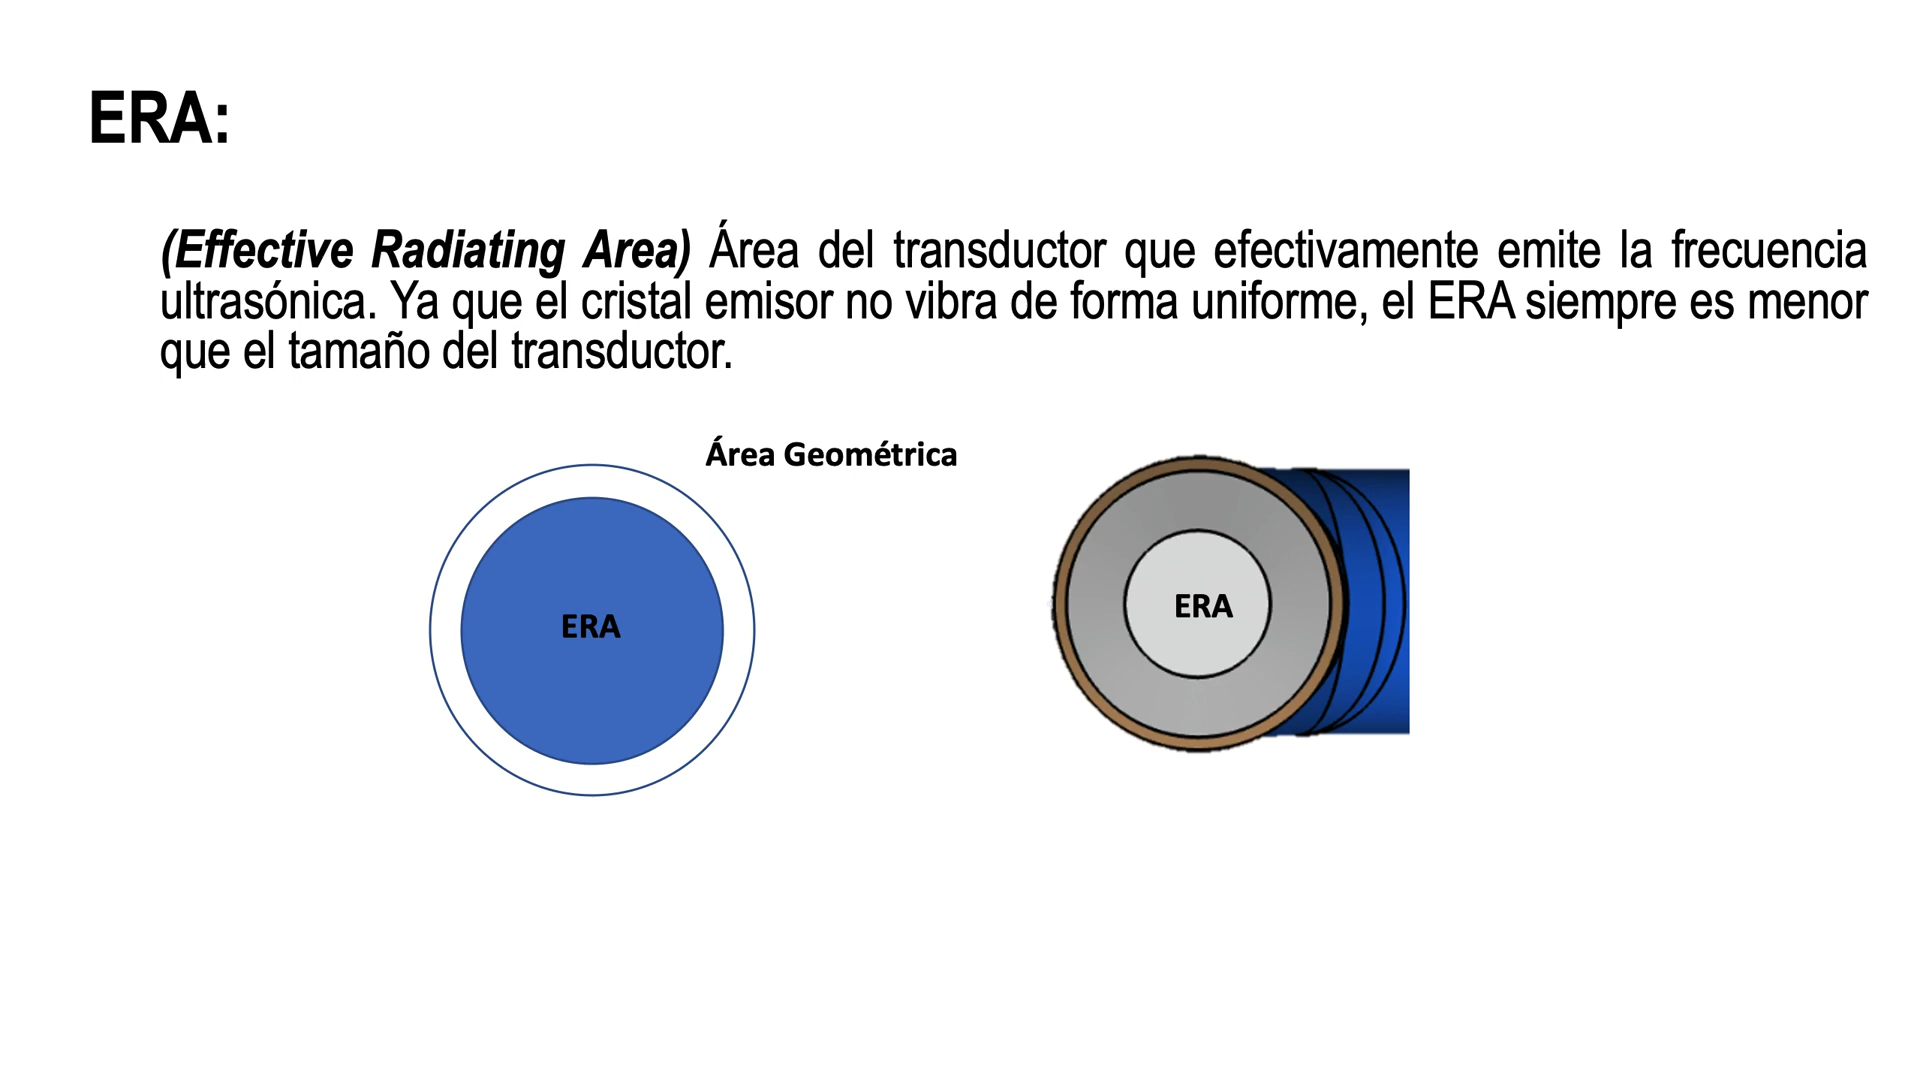 ERA:
(Effective Radiating Area) Área del transductor que efectivamente emite la frecuencia
ultrasónica. Ya que el cristal emisor no vibra de forma uniforme, el ERA siempre es menor
que el tamaño del transductor.
Área Geométrica
ERA
ERA